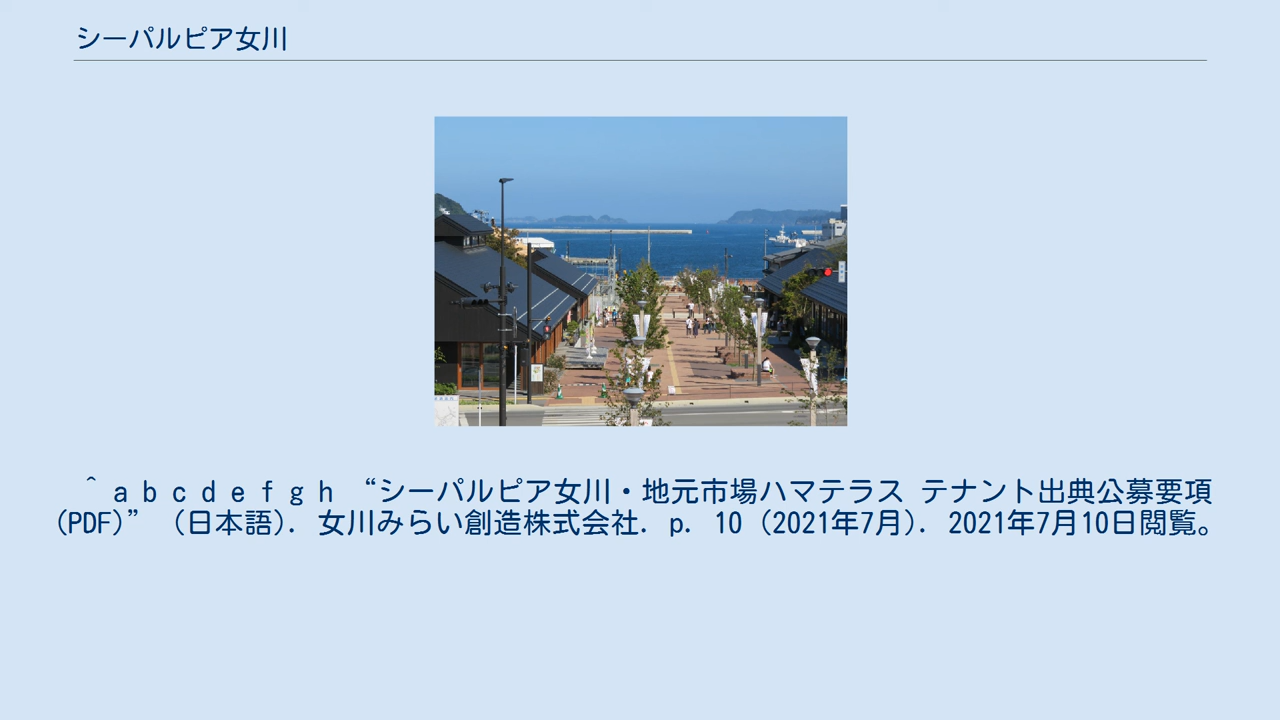 シーパルピア女川
^ a b c d e f g h “シーパルピア女川・地元市場ハマテラス テナント出典公募要項
(PDF)” (日本語). 女川みらい創造株式会社. p. 10 (2021年7月). 2021年7月10日閲覧。